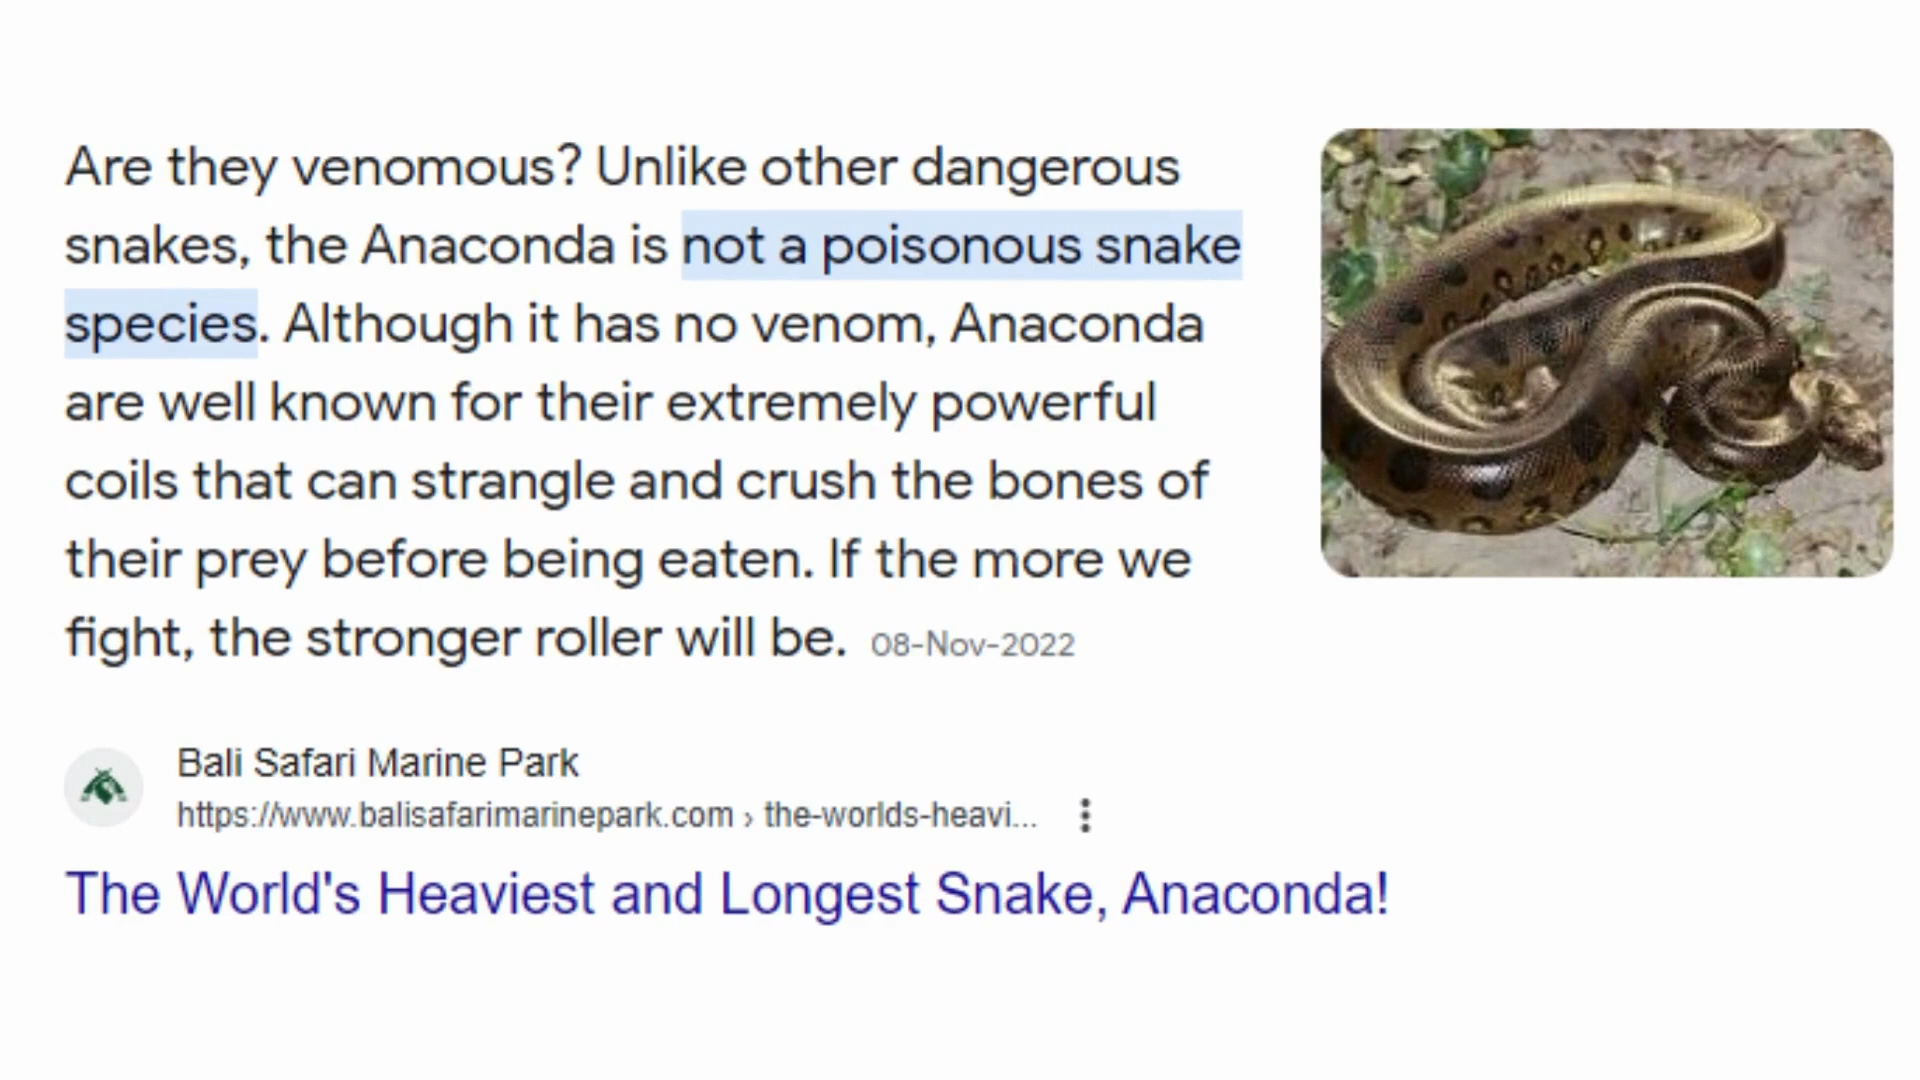 Are they venomous? Unlike other dangerous
snakes, the Anaconda is not a poisonous snake
species. Although it has no venom, Anaconda
are well known for their extremely powerful
coils that can strangle and crush the bones of
their prey before being eaten. If the more we
fight, the stronger roller will be. 08-Nov-2022
Bali Safari Marine Park
https://www.balisafarimarinepark.com › the-worlds-heavi...
The World's Heaviest and Longest Snake, Anaconda!